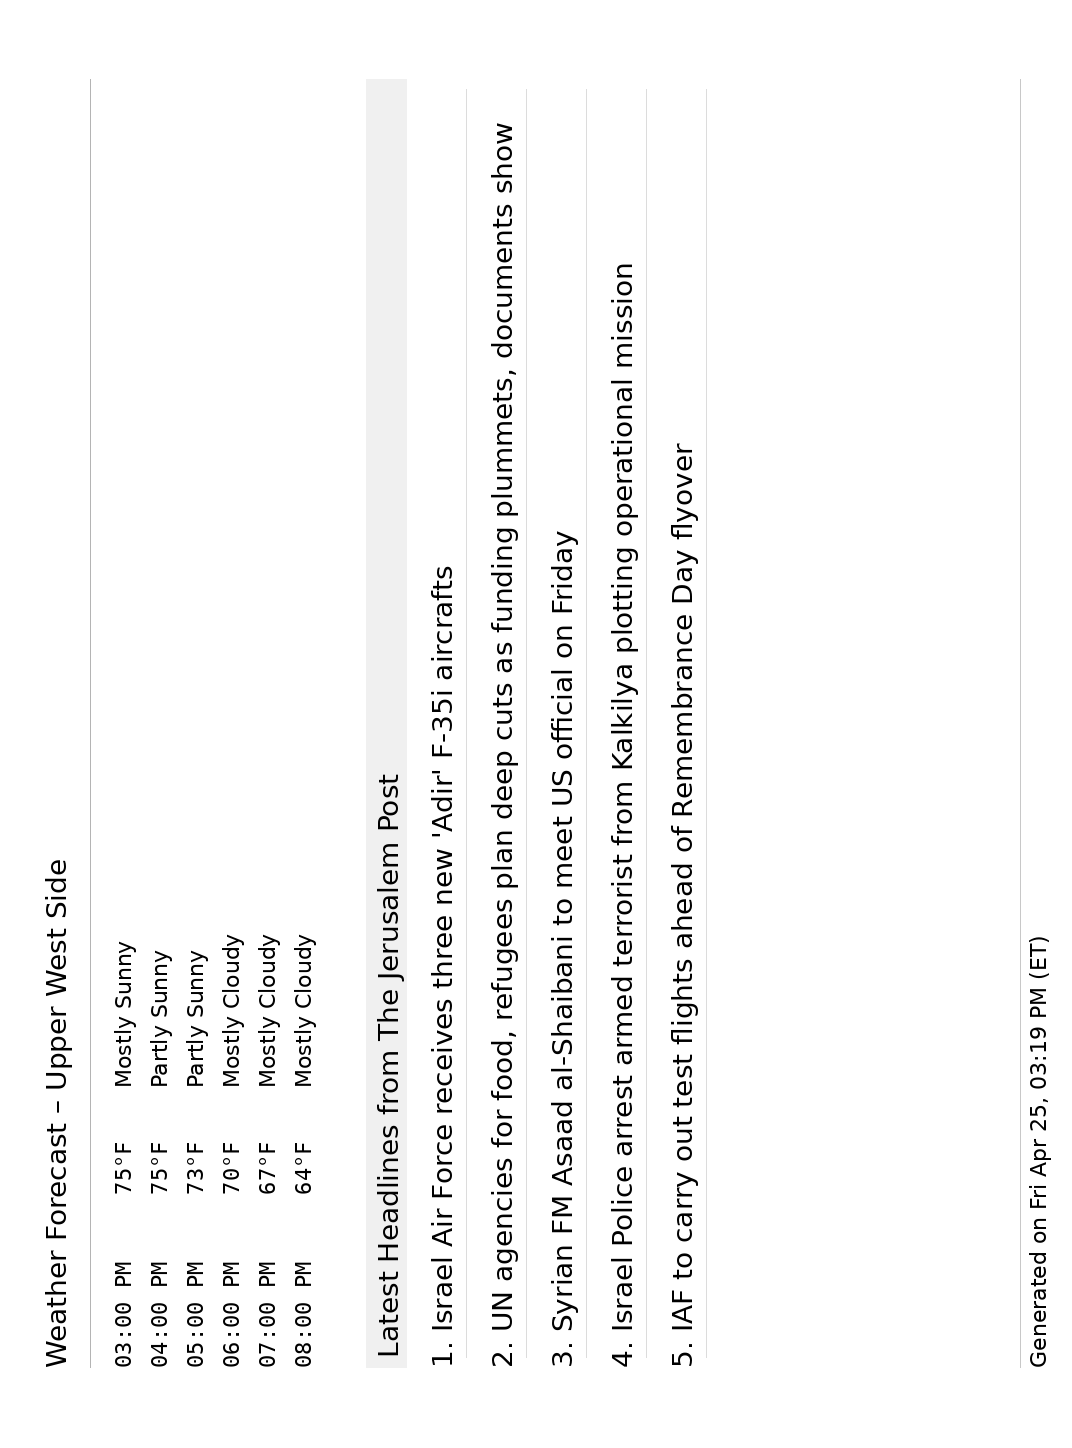 Weather Forecast – Upper West Side
03:00 PM 75°F Mostly Sunny
04:00 PM 75°F Partly Sunny
05:00 PM 73°F Partly Sunny
06:00 PM 70°F Mostly Cloudy
07:00 PM 67°F Mostly Cloudy
08:00 PM 64°F Mostly Cloudy
Latest Headlines from The Jerusalem Post
1. Israel Air Force receives three new 'Adir' F-35i aircrafts
2. UN agencies for food, refugees plan deep cuts as funding plummets, documents show
3. Syrian FM Asaad al-Shaibani to meet US official on Friday
4. Israel Police arrest armed terrorist from Kalkilya plotting operational mission
5. IAF to carry out test flights ahead of Remembrance Day flyover
Generated on Fri Apr 25, 03:19 PM (ET)